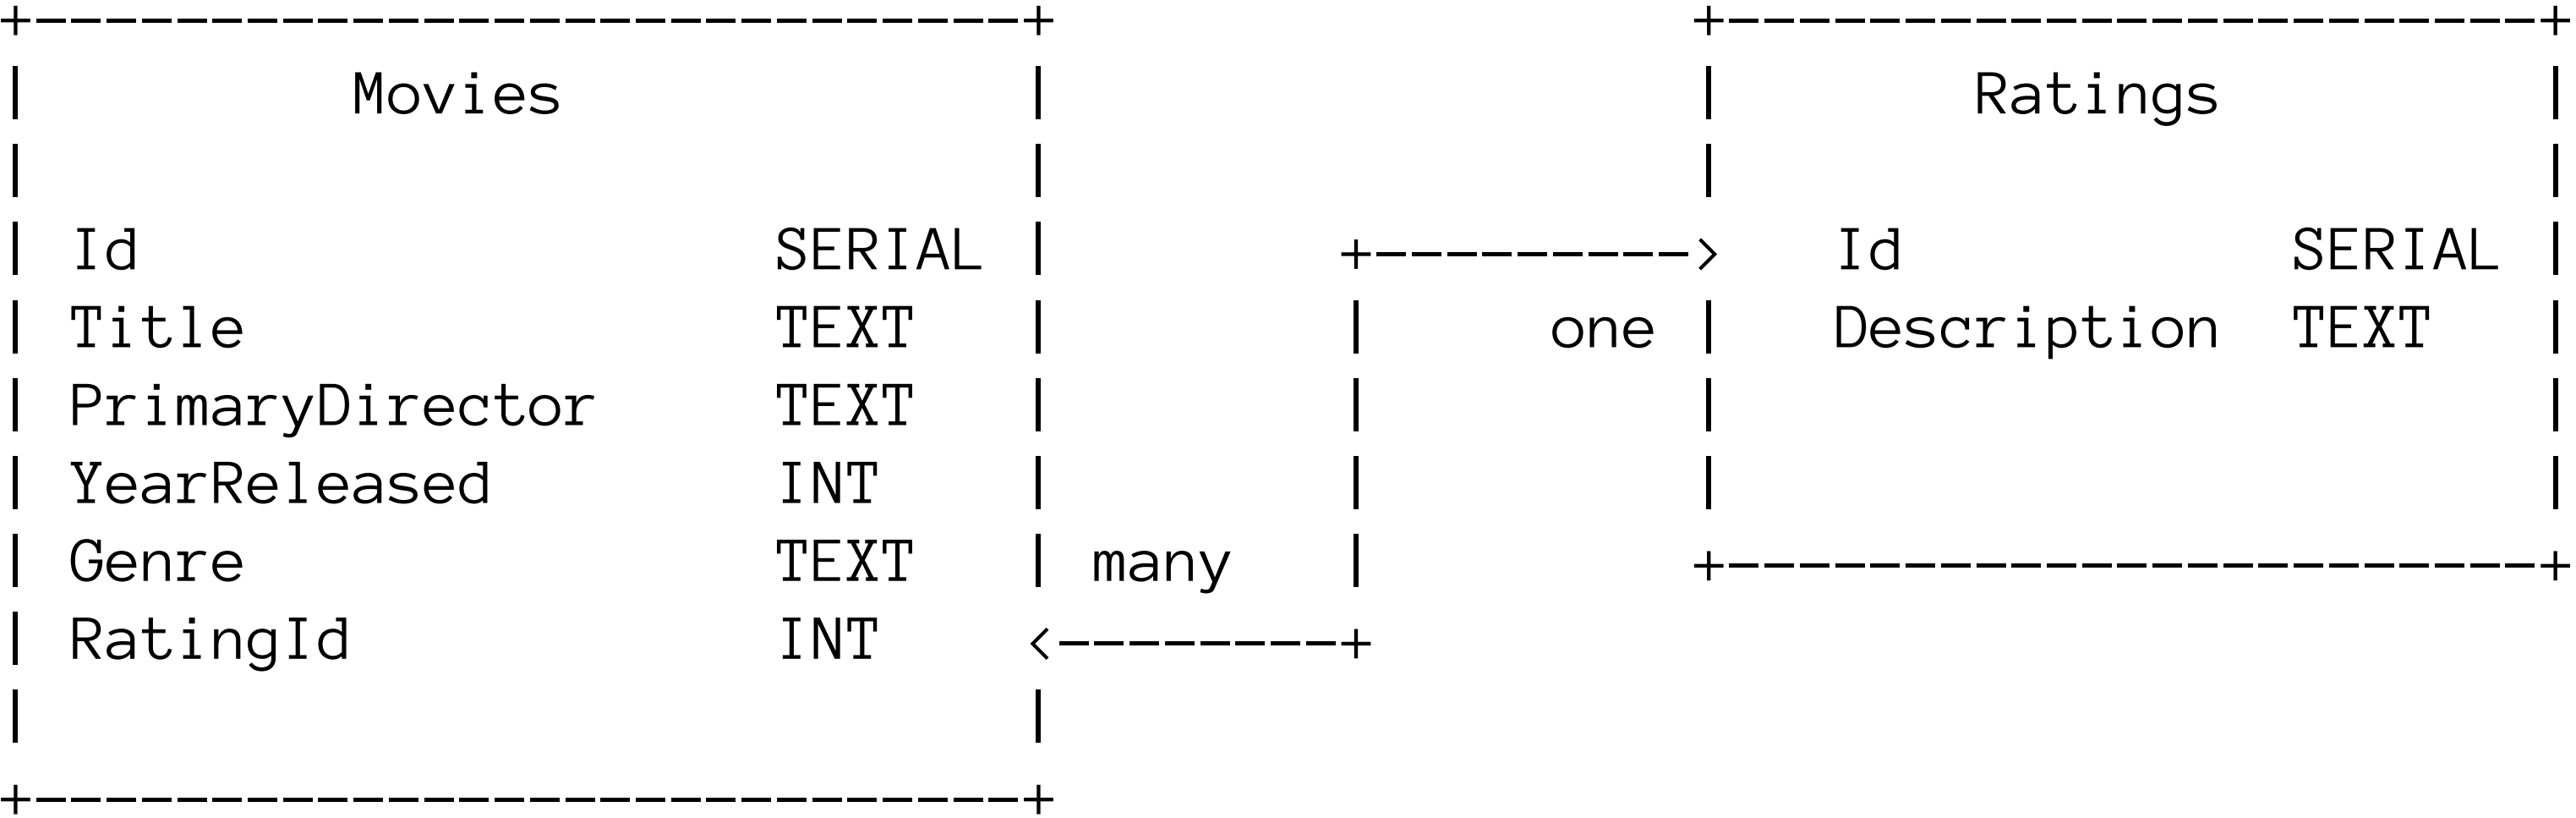 Movies
Id SERIAL
Title TEXT
PrimaryDirector TEXT
YearReleased INT
Genre TEXT
RatingId INT
many
one
Ratings
Id SERIAL
Description TEXT